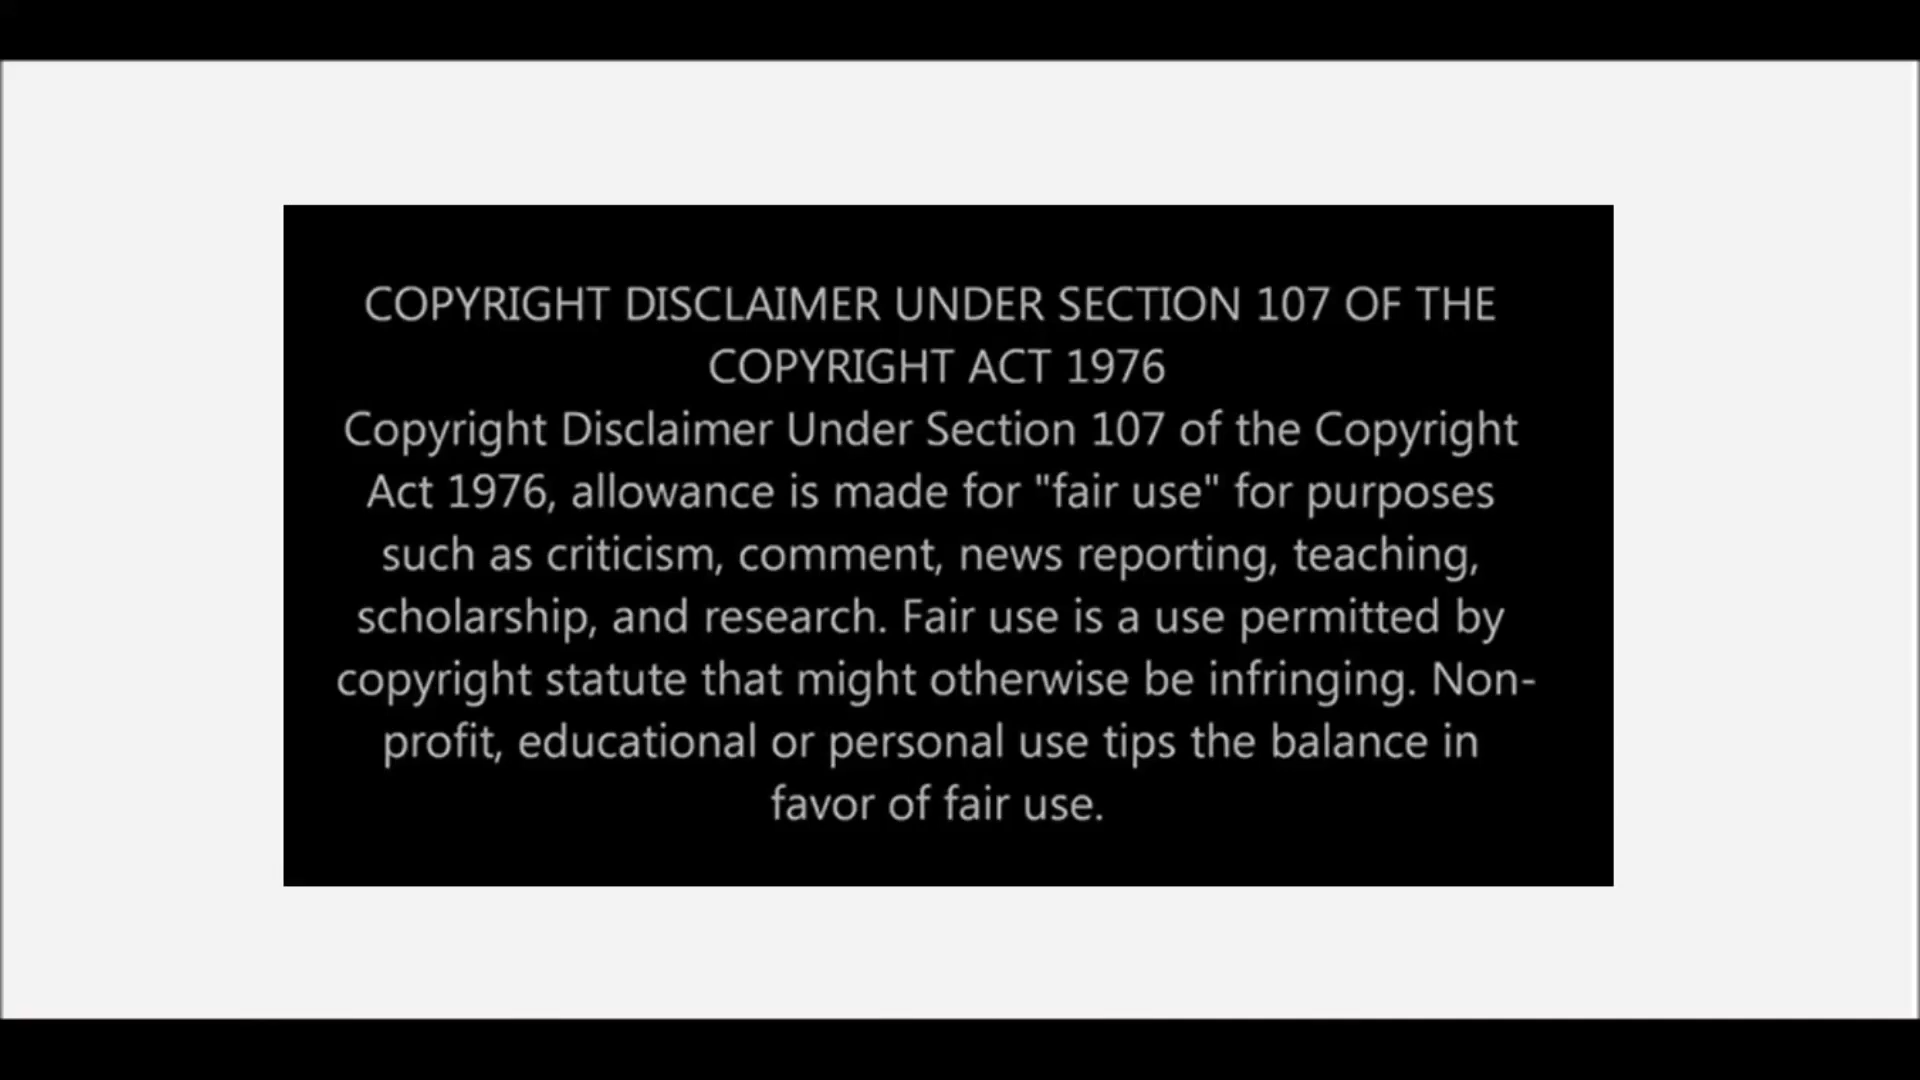 COPYRIGHT DISCLAIMER UNDER SECTION 107 OF THE
COPYRIGHT ACT 1976
Copyright Disclaimer Under Section 107 of the Copyright
Act 1976, allowance is made for "fair use" for purposes
such as criticism, comment, news reporting, teaching,
scholarship, and research. Fair use is a use permitted by
copyright statute that might otherwise be infringing. Non-
profit, educational or personal use tips the balance in
favor of fair use.